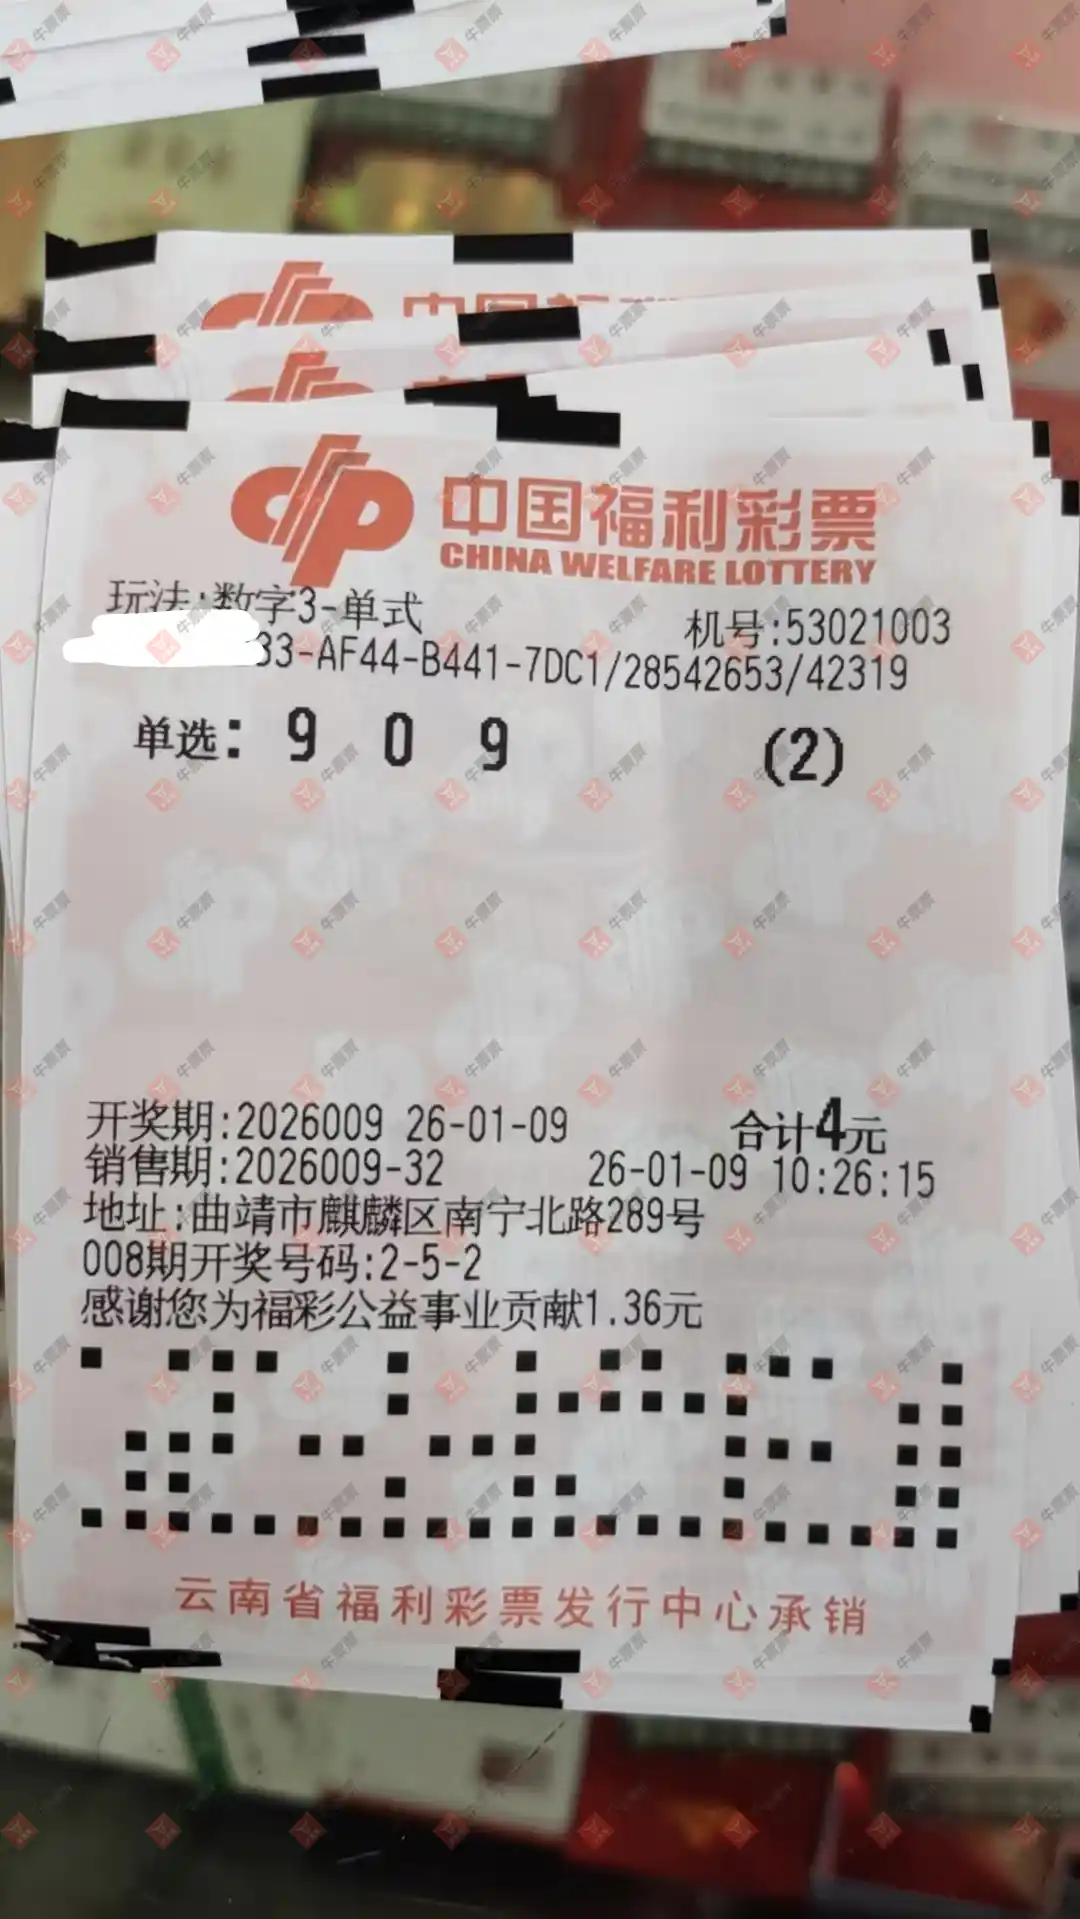 中国福利彩票
CHINA WELFARE LOTTERY
玩法:数字3-单式
机号:53021003
33-AF44-B441-7DC1/28542653/42319
单选: 9 0 9 (2)
开奖期:2026009 26-01-09 合计4元
销售期:2026009-32 26-01-09 10:26:15
地址:曲靖市麒麟区南宁北路289号
008期开奖号码:2-5-2
感谢您为福彩公益事业贡献1.36元
云南省福利彩票发行中心承销
牛票票